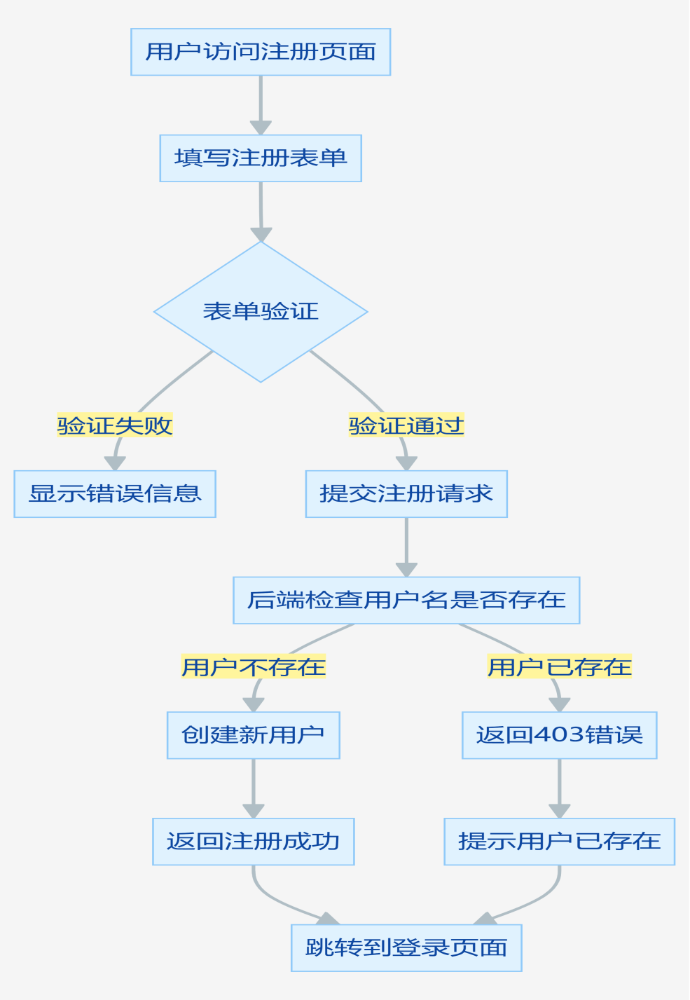 用户访问注册页面
填写注册表单
表单验证
验证失败
验证通过
显示错误信息
提交注册请求
后端检查用户名是否存在
用户不存在
用户已存在
创建新用户
返回403错误
返回注册成功
提示用户已存在
跳转到登录页面